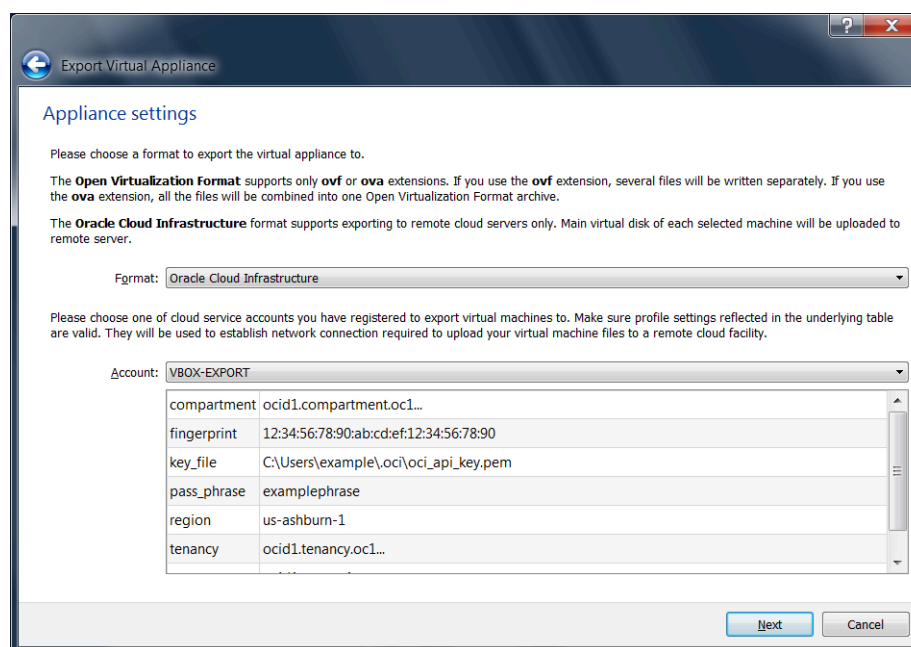 ?
X
Export Virtual Appliance
Appliance settings
Please choose a format to export the virtual appliance to.
The Open Virtualization Format supports only ovf or ova extensions. If you use the ovf extension, several files will be written separately. If you use
the ova extension, all the files will be combined into one Open Virtualization Format archive.
The Oracle Cloud Infrastructure format supports exporting to remote cloud servers only. Main virtual disk of each selected machine will be uploaded to
remote server.
Format: Oracle Cloud Infrastructure
Please choose one of cloud service accounts you have registered to export virtual machines to. Make sure profile settings reflected in the underlying table
are valid. They will be used to establish network connection required to upload your virtual machine files to a remote cloud facility.
Account: VBOX-EXPORT
compartment ocid1.compartment.oc1...
fingerprint 12:34:56:78:90:ab:cd:ef:12:34:56:78:90
key_file C:\Users\example\.oci\oci_api_key.pem
pass_phrase examplephrase
region us-ashburn-1
tenancy ocid1.tenancy.oc1...
Next Cancel